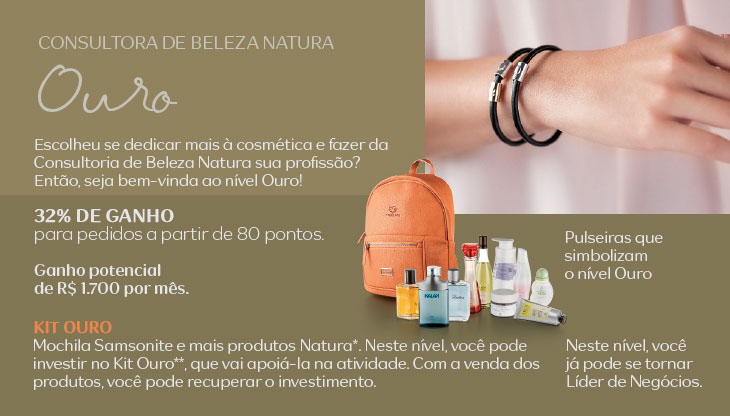 CONSULTORA DE BELEZA NATURA
Ouro
Escolheu se dedicar mais à cosmética e fazer da
Consultoria de Beleza Natura sua profissão?
Então, seja bem-vinda ao nível Ouro!
32% DE GANHO
para pedidos a partir de 80 pontos.
Ganho potencial
de R$ 1.700 por mês.
Pulseiras que
simbolizam
o nível Ouro
KIT OURO
Mochila Samsonite e mais produtos Natura*. Neste nível, você pode
investir no Kit Ouro**, que vai apoiá-la na atividade. Com a venda dos
produtos, você pode recuperar o investimento.
Neste nível, você
já pode se tornar
Líder de Negócios.
KAIAK